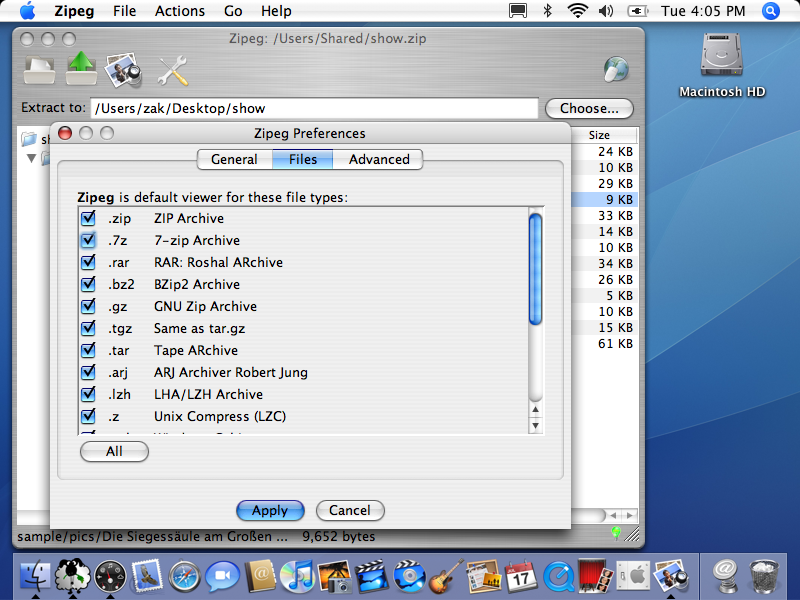 Zipeg File Actions Go Help Tue 4:05 PM
Zipeg: /Users/Shared/show.zip
Macintosh HD
Extract to: /Users/zak/Desktop/show Choose...
Zipeg Preferences
Size
General Files Advanced
24 KB
10 KB
29 KB
9 KB
33 KB
14 KB
10 KB
34 KB
26 KB
5 KB
10 KB
15 KB
61 KB
Zipeg is default viewer for these file types:
.zip ZIP Archive
.7z 7-zip Archive
.rar RAR: Roshal ARchive
.bz2 BZip2 Archive
.gz GNU Zip Archive
.tgz Same as tar.gz
.tar Tape ARchive
.arj ARJ Archiver Robert Jung
.lzh LHA/LZH Archive
.z Unix Compress (LZC)
All
Apply Cancel
sample/pics/Die Siegessäule am Großen ... 9,652 bytes
17